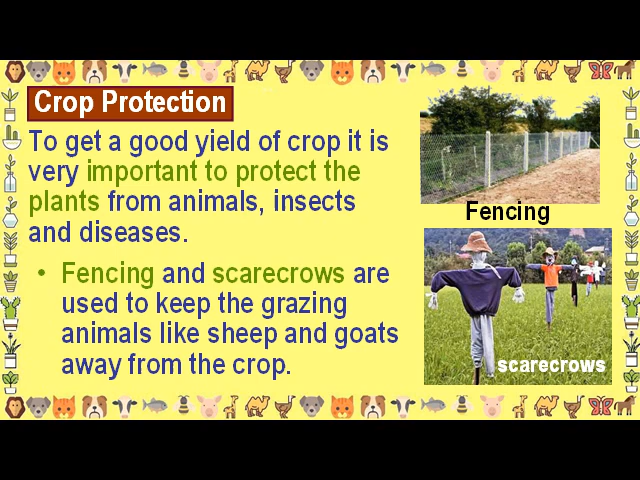 Crop Protection
To get a good yield of crop it is
very important to protect the
plants from animals, insects
and diseases.
• Fencing and scarecrows are
used to keep the grazing
animals like sheep and goats
away from the crop.
Fencing
scarecrows